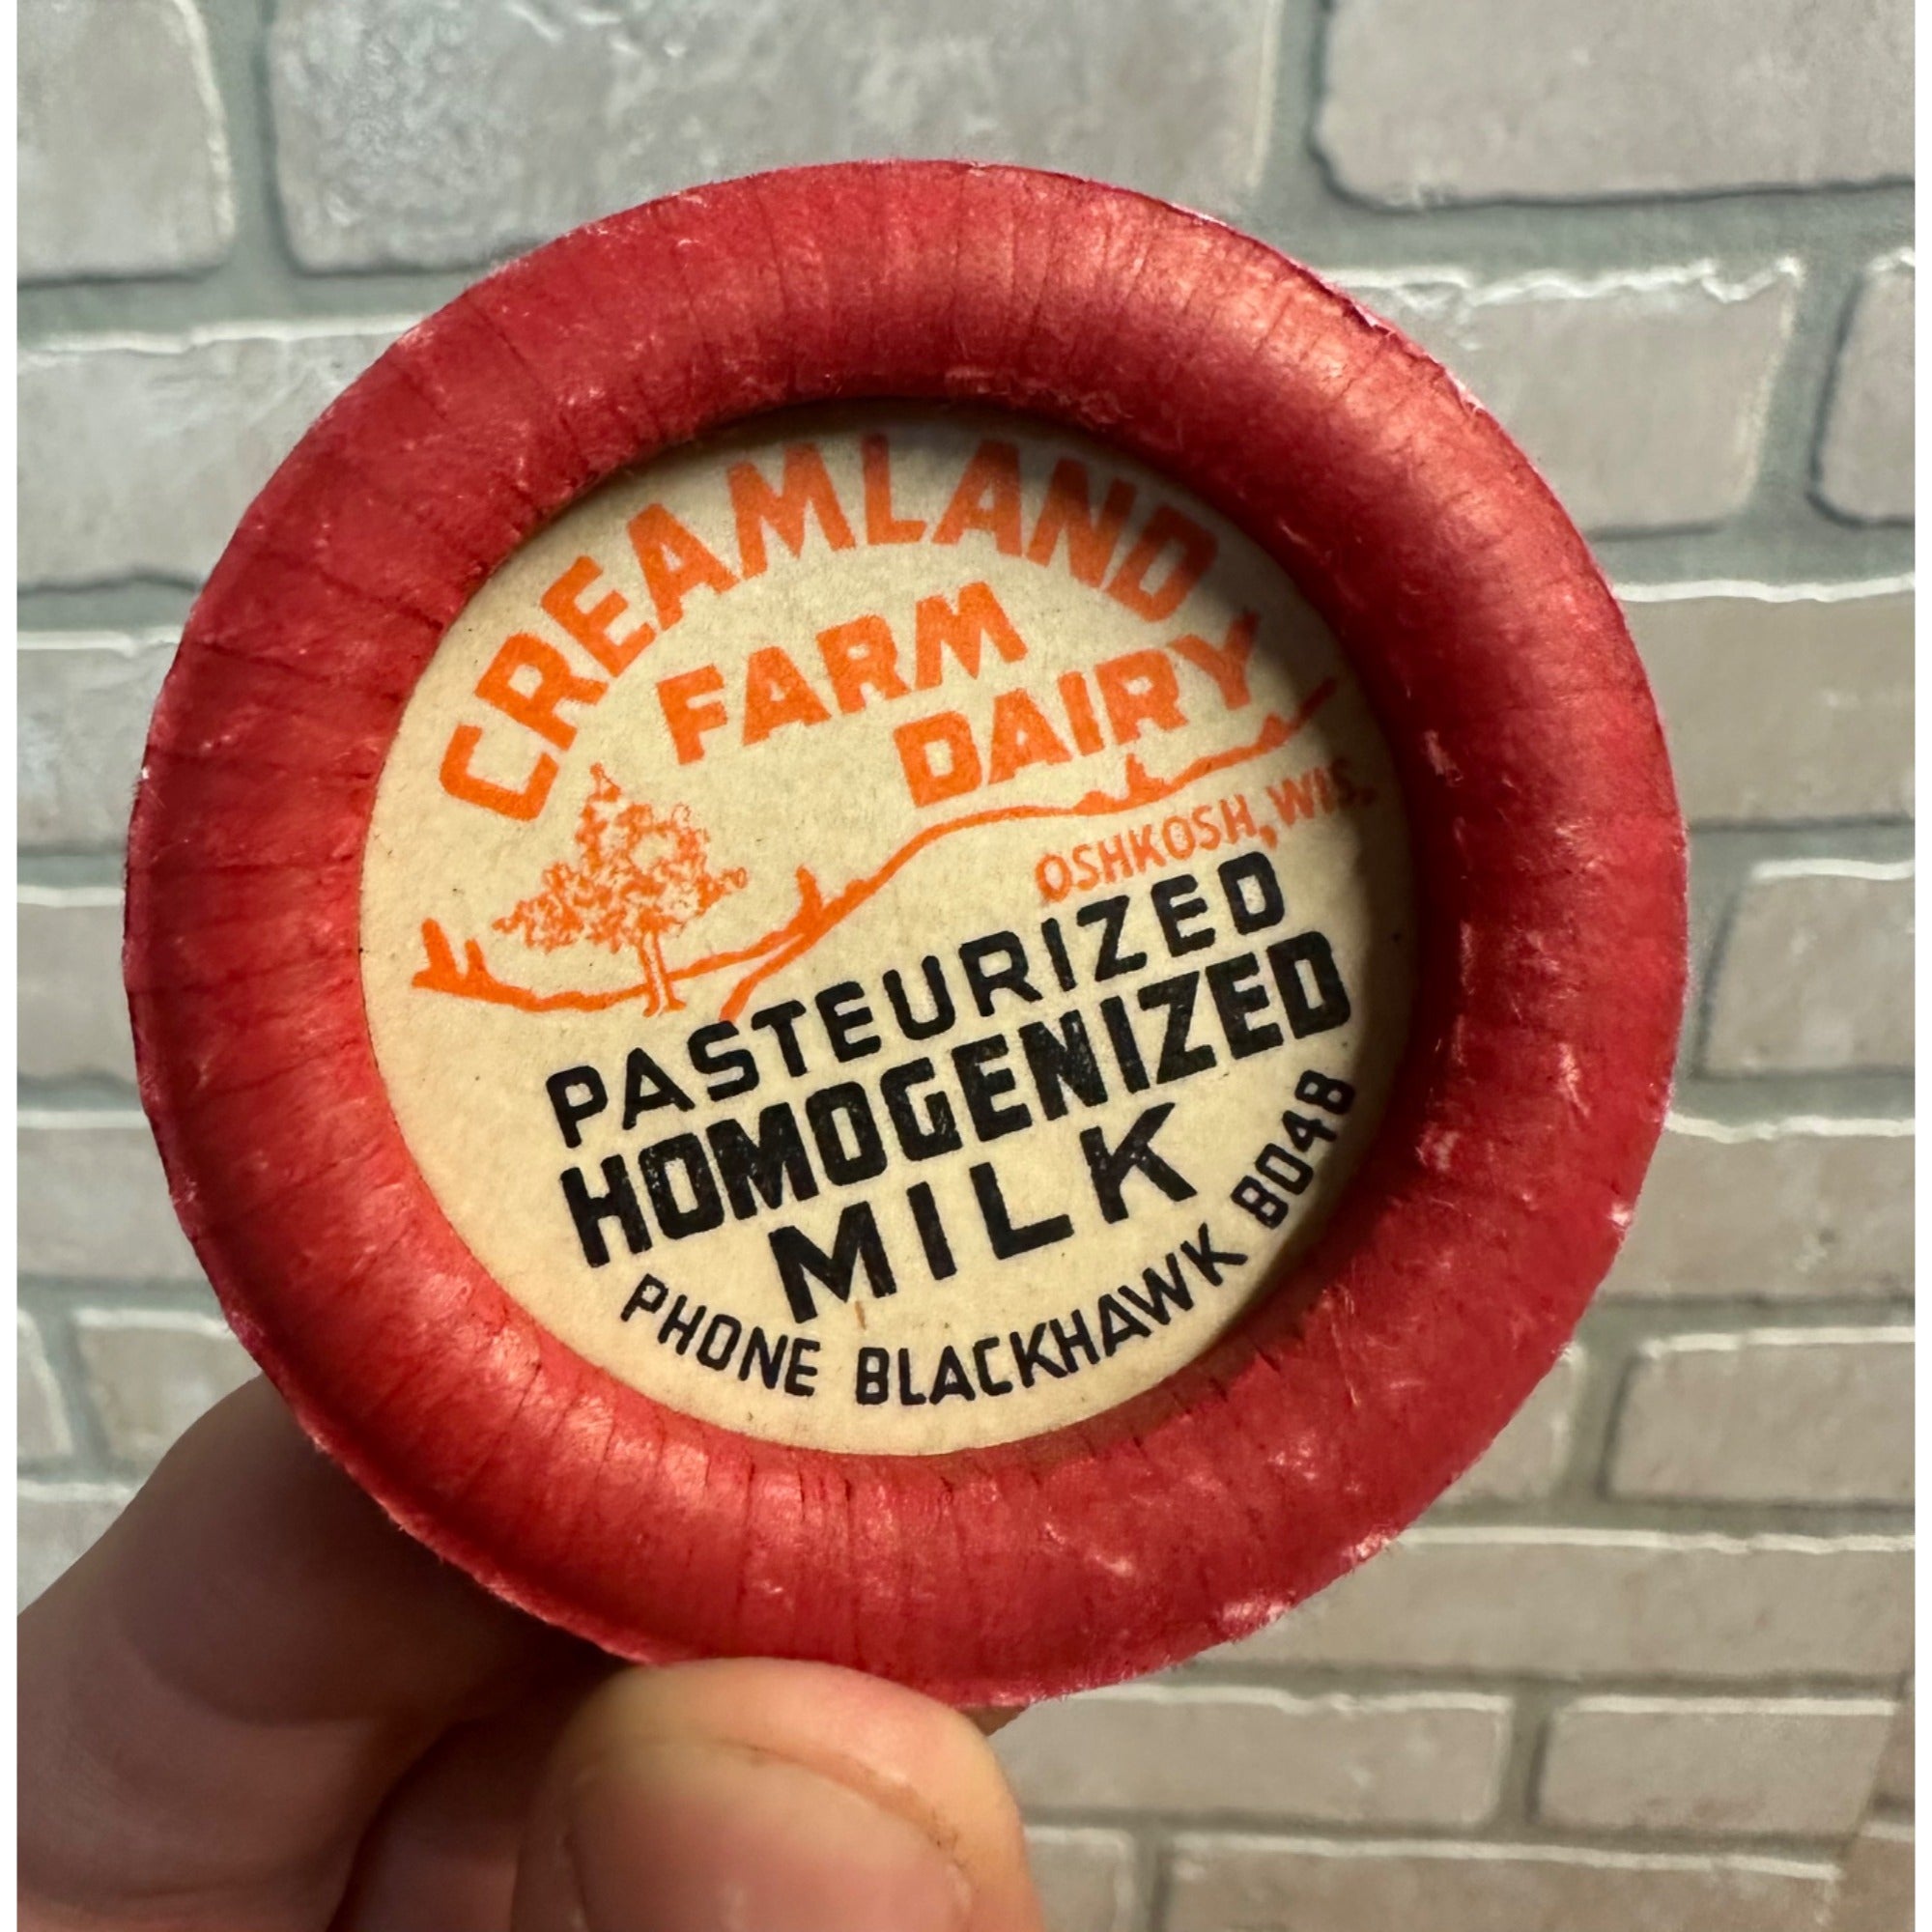 CREAMLAND
FARM
DAIRY
OSHKOSH, WIS.
PASTEURIZED
HOMOGENIZED
MILK
PHONE BLACKHAWK 8048